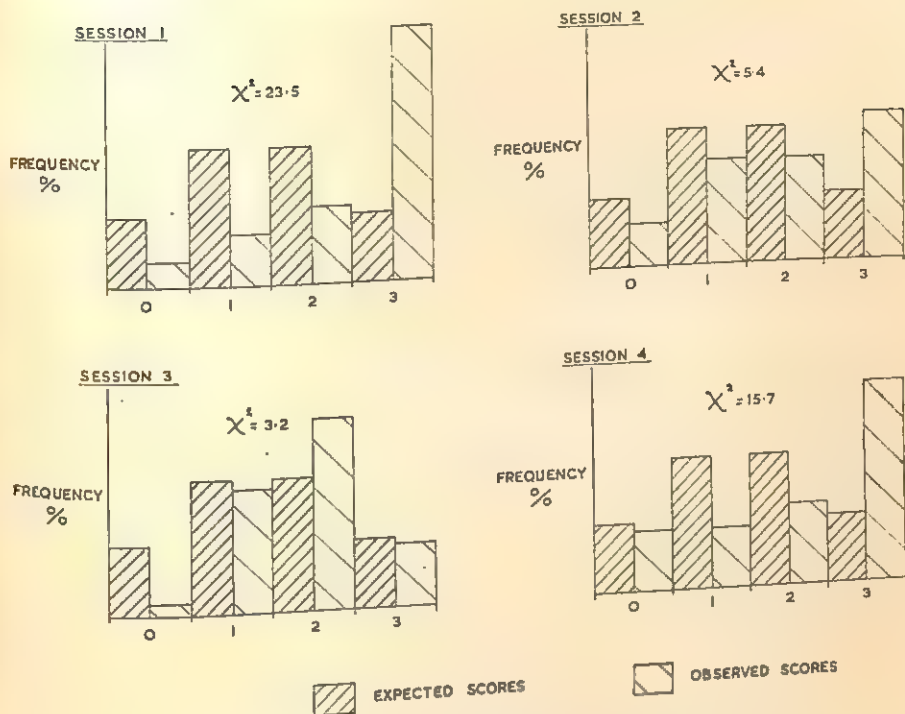 SESSION 1
χ² = 23·5
FREQUENCY
%
0 1 2 3
SESSION 2
χ² = 5·4
0 1 2 3
SESSION 3
χ² = 3·2
FREQUENCY
%
0 1 2 3
SESSION 4
χ² = 15·7
FREQUENCY
%
0 1 2 3
EXPECTED SCORES
OBSERVED SCORES